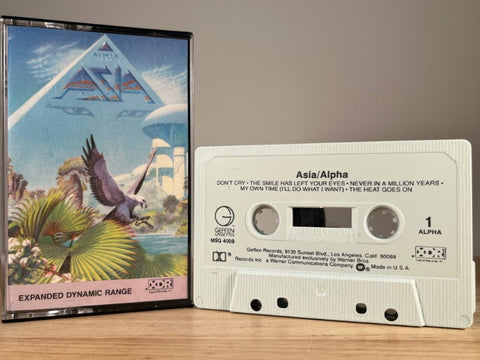 ALPHA
ASIA
EXPANDED DYNAMIC RANGE
XDR
Asia/Alpha
DON'T CRY • THE SMILE HAS LEFT YOUR EYES • NEVER IN A MILLION YEARS •
MY OWN TIME (I'LL DO WHAT I WANT) • THE HEAT GOES ON
GEFFEN
CASSETTES
M5G 4008
1
ALPHA
Geffen Records, 9130 Sunset Blvd., Los Angeles, Calif 90069
Manufactured exclusively by Warner Bros.
Records Inc. a Warner Communications Company. Made in U.S.A.
XDR